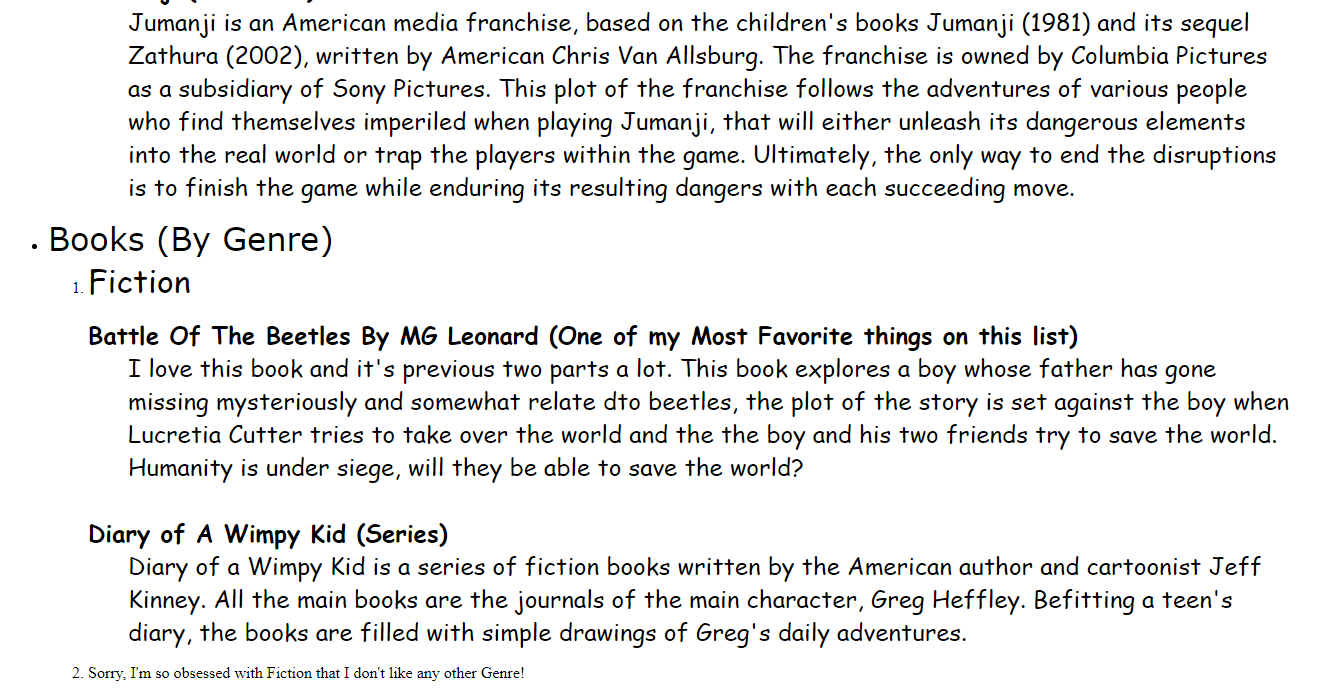 Jumanji is an American media franchise, based on the children's books Jumanji (1981) and its sequel
Zathura (2002), written by American Chris Van Allsburg. The franchise is owned by Columbia Pictures
as a subsidiary of Sony Pictures. This plot of the franchise follows the adventures of various people
who find themselves imperiled when playing Jumanji, that will either unleash its dangerous elements
into the real world or trap the players within the game. Ultimately, the only way to end the disruptions
is to finish the game while enduring its resulting dangers with each succeeding move.
• Books (By Genre)
1. Fiction
Battle Of The Beetles By MG Leonard (One of my Most Favorite things on this list)
I love this book and it's previous two parts a lot. This book explores a boy whose father has gone
missing mysteriously and somewhat relate dto beetles, the plot of the story is set against the boy when
Lucretia Cutter tries to take over the world and the the boy and his two friends try to save the world.
Humanity is under siege, will they be able to save the world?
Diary of A Wimpy Kid (Series)
Diary of a Wimpy Kid is a series of fiction books written by the American author and cartoonist Jeff
Kinney. All the main books are the journals of the main character, Greg Heffley. Befitting a teen's
diary, the books are filled with simple drawings of Greg's daily adventures.
2. Sorry, I'm so obsessed with Fiction that I don't like any other Genre!